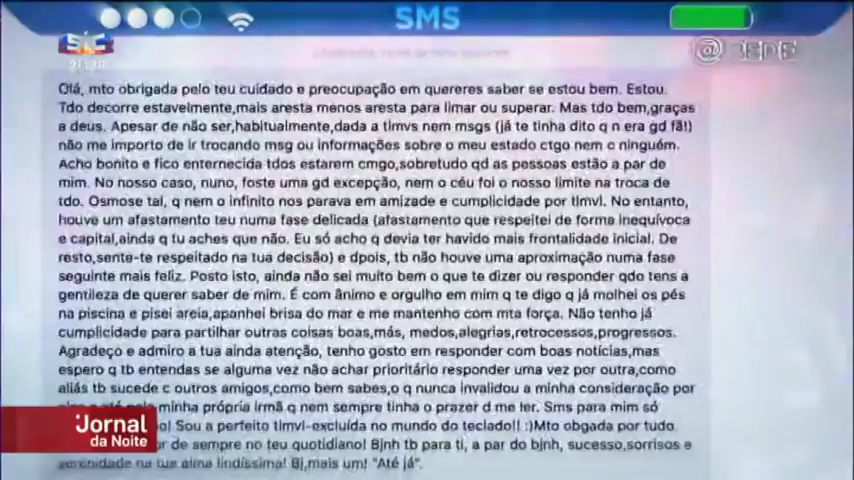 SMS
SIC
21:20
@ REDE
Olá, mto obrigada pelo teu cuidado e preocupação em quereres saber se estou bem. Estou.
Tdo decorre estavelmente,mais aresta menos aresta para limar ou superar. Mas tdo bem,graças
a deus. Apesar de não ser,habitualmente,dada a tlmvs nem msgs (já te tinha dito q n era gd fã!)
não me importo de ir trocando msg ou informações sobre o meu estado ctgo nem c ninguém.
Acho bonito e fico enternecida tdos estarem cmgo,sobretudo qd as pessoas estão a par de
mim. No nosso caso, nuno, foste uma gd excepção, nem o céu foi o nosso limite na troca de
tdo. Osmose tal, q nem o infinito nos parava em amizade e cumplicidade por tlmvl. No entanto,
houve um afastamento teu numa fase delicada (afastamento que respeitei de forma inequívoca
e capital,ainda q tu aches que não. Eu só acho q devia ter havido mais frontalidade inicial. De
resto,sente-te respeitado na tua decisão) e dpois, tb não houve uma aproximação numa fase
seguinte mais feliz. Posto isto, ainda não sei muito bem o que te dizer ou responder qdo tens a
gentileza de querer saber de mim. É com ânimo e orgulho em mim q te digo q já molhei os pés
na piscina e pisei areia,apanhei brisa do mar e me mantenho com mta força. Não tenho já
cumplicidade para partilhar outras coisas boas,más, medos,alegrias,retrocessos,progressos.
Agradeço e admiro a tua ainda atenção, tenho gosto em responder com boas notícias,mas
espero q tb entendas se alguma vez não achar prioritário responder uma vez por outra,como
aliás tb sucede c outros amigos,como bem sabes,o q nunca invalidou a minha consideração por
minha própria irmã q nem sempre tinha o prazer d me ler. Sms para mim só
Sou a perfeito tlmvl-excluída no mundo do teclado!! :)Mto obgada por tudo
de sempre no teu quotidiano! Bjnh tb para ti, a par do bjnh, sucesso,sorrisos e
serenidade na tua alma lindíssima! Bj,mais um! "Até já".
Jornal
da Noite